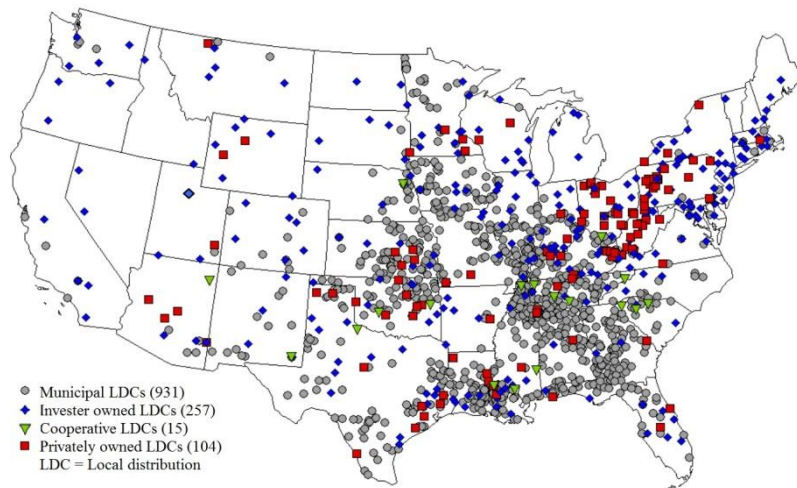 Municipal LDCs (931)
Invester owned LDCs (257)
Cooperative LDCs (15)
Privately owned LDCs (104)
LDC = Local distribution